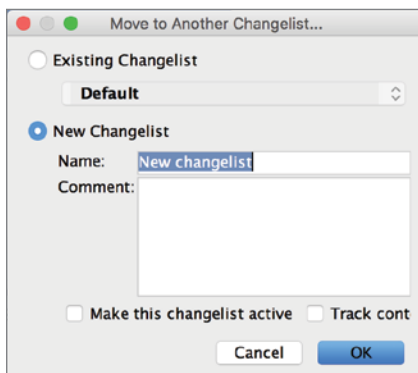 Move to Another Changelist...
Existing Changelist
Default
New Changelist
Name: New changelist
Comment:
Make this changelist active Track cont
Cancel OK